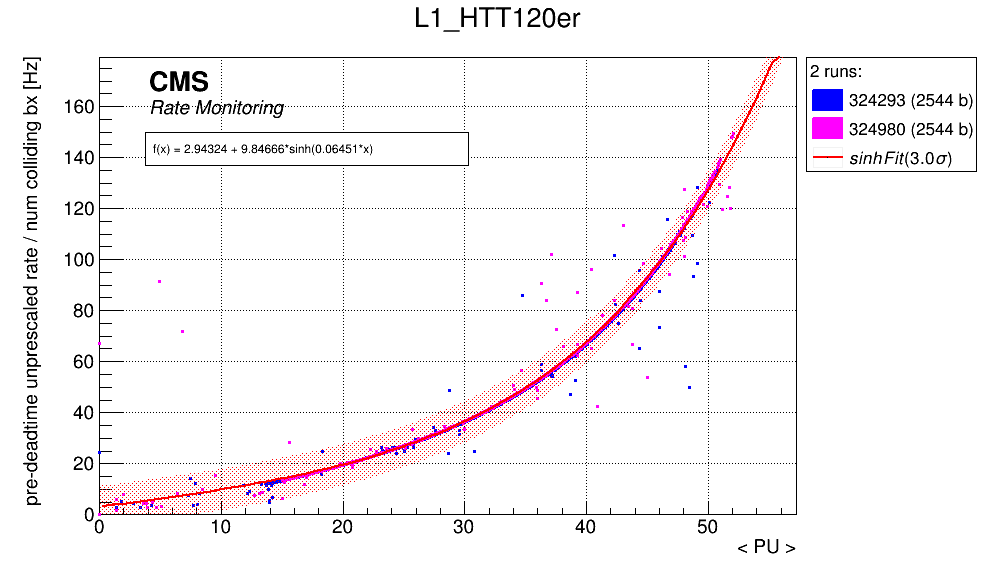 L1_HTT120er
pre-deadtime unprescaled rate / num colliding bx [Hz]
CMS
Rate Monitoring
f(x) = 2.94324 + 9.84666*sinh(0.06451*x)
160
140
120
100
80
60
40
20
0
0 10 20 30 40 50
< PU >
2 runs:
324293 (2544 b)
324980 (2544 b)
sinhFit(3.0σ)